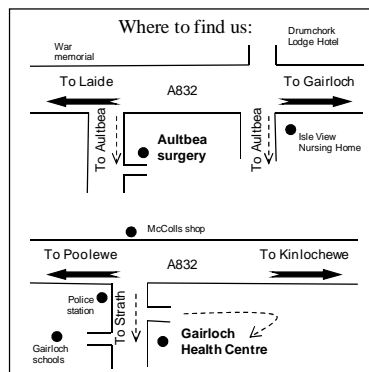 Where to find us:
Drumchork
Lodge Hotel
War
memorial
To Laide
A832
To Gairloch
To Aultbea
Aultbea
surgery
To Aultbea
Isle View
Nursing Home
McColls shop
To Poolewe
A832
To Kinlochewe
Police
station
To Strath
Gairloch
schools
Gairloch
Health Centre